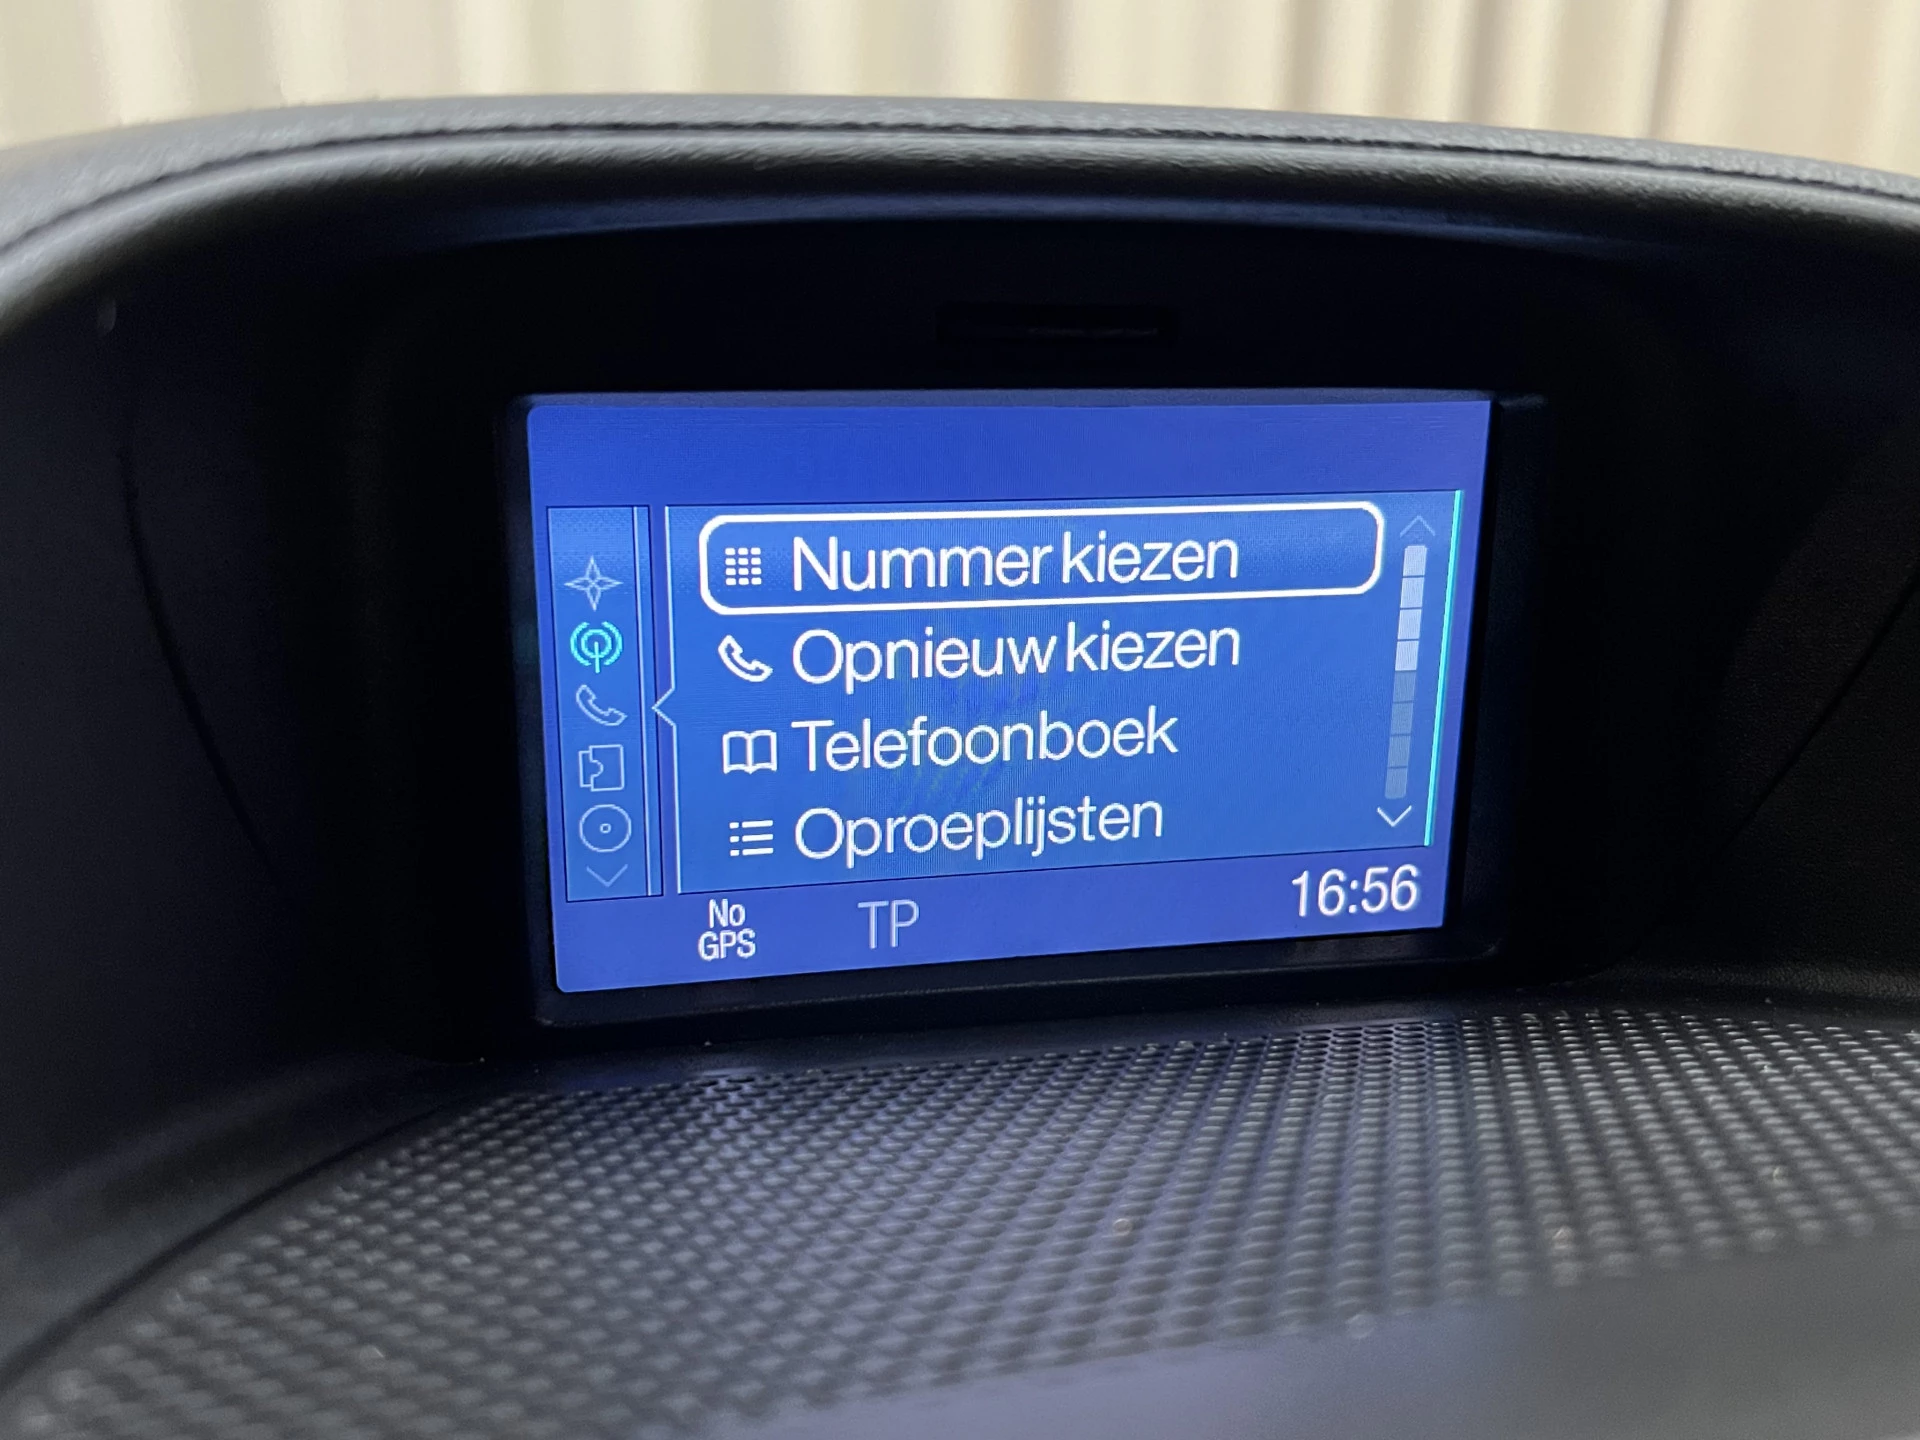 Nummer kiezen
Opnieuw kiezen
Telefoonboek
Oproeplijsten
No
GPS
TP
16:56